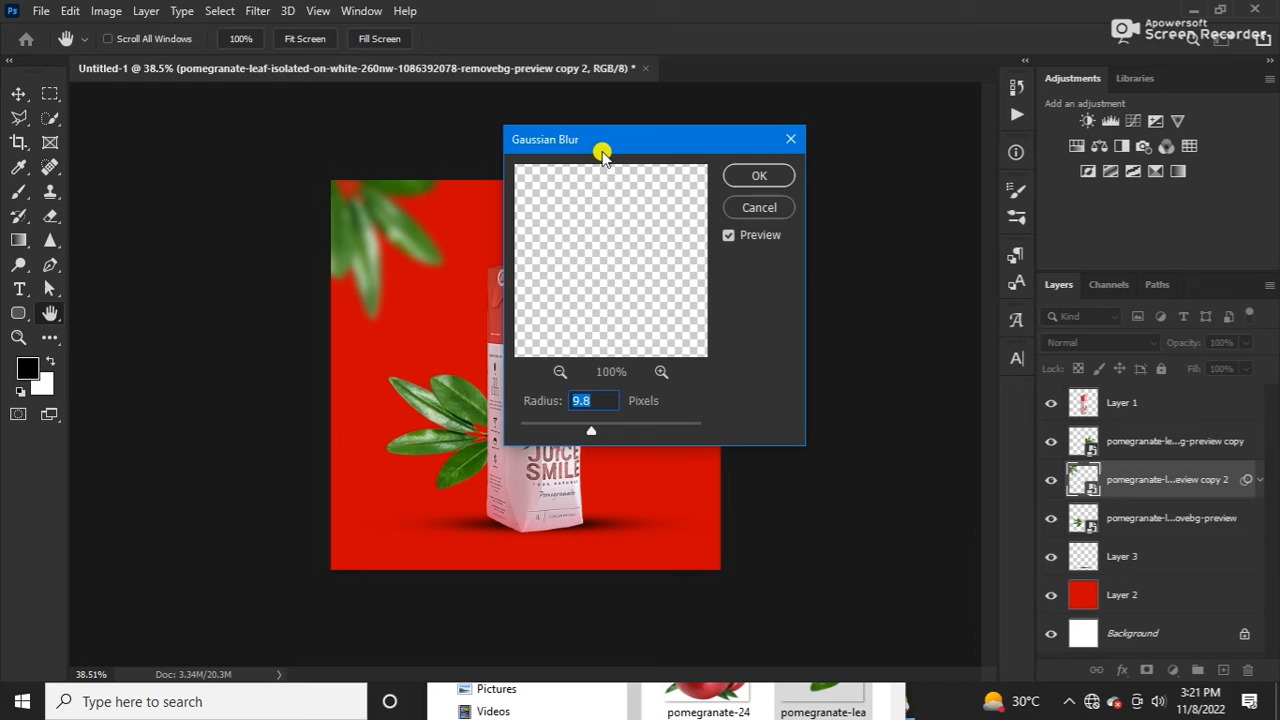 Ps File Edit Image Layer Type Select Filter 3D View Window Help
Apowersoft
Screen Recorder
Scroll All Windows 100% Fit Screen Fill Screen
Untitled-1 @ 38.5% (pomegranate-leaf-isolated-on-white-260nw-1086392078-removebg-preview copy 2, RGB/8) *
Adjustments Libraries
Add an adjustment
Gaussian Blur
OK
Cancel
Preview
100%
Radius: 9.8 Pixels
JUICE
SMILE
100% NATURAL
Pomegranate
Layers Channels Paths
Kind
Normal Opacity: 100%
Lock: Fill: 100%
Layer 1
pomegranate-le...g-preview copy
pomegranate-l...eview copy 2
pomegranate-l...ovebg-preview
Layer 3
Layer 2
Background
38.51% Doc: 3.34M/20.3M
Type here to search
Pictures
Videos
pomegranate-24
pomegranate-lea
30°C
3:21 PM
11/8/2022